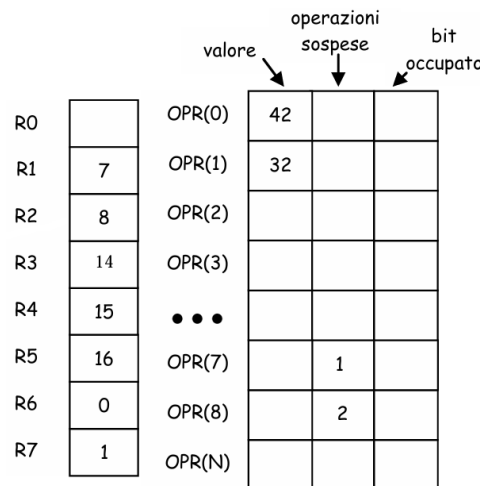 operazioni
sospese
valore
bit
occupato
R0 OPR(0) 42
R1 7 OPR(1) 32
R2 8 OPR(2)
R3 14 OPR(3)
R4 15 •••
R5 16 OPR(7) 1
R6 0 OPR(8) 2
R7 1 OPR(N)